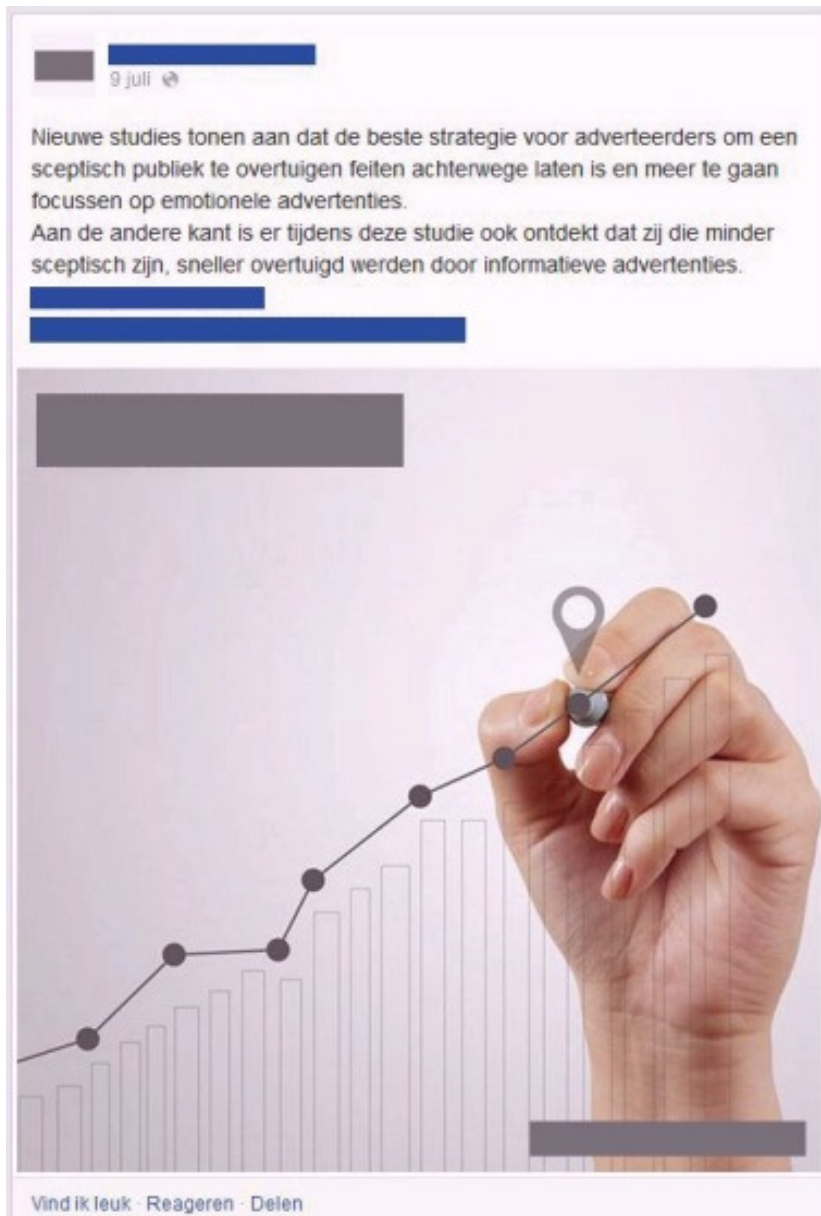 9 juli
Nieuwe studies tonen aan dat de beste strategie voor adverteerders om een
sceptisch publiek te overtuigen feiten achterwege laten is en meer te gaan
focussen op emotionele advertenties.
Aan de andere kant is er tijdens deze studie ook ontdekt dat zij die minder
sceptisch zijn, sneller overtuigd werden door informatieve advertenties.
Vind ik leuk · Reageren · Delen